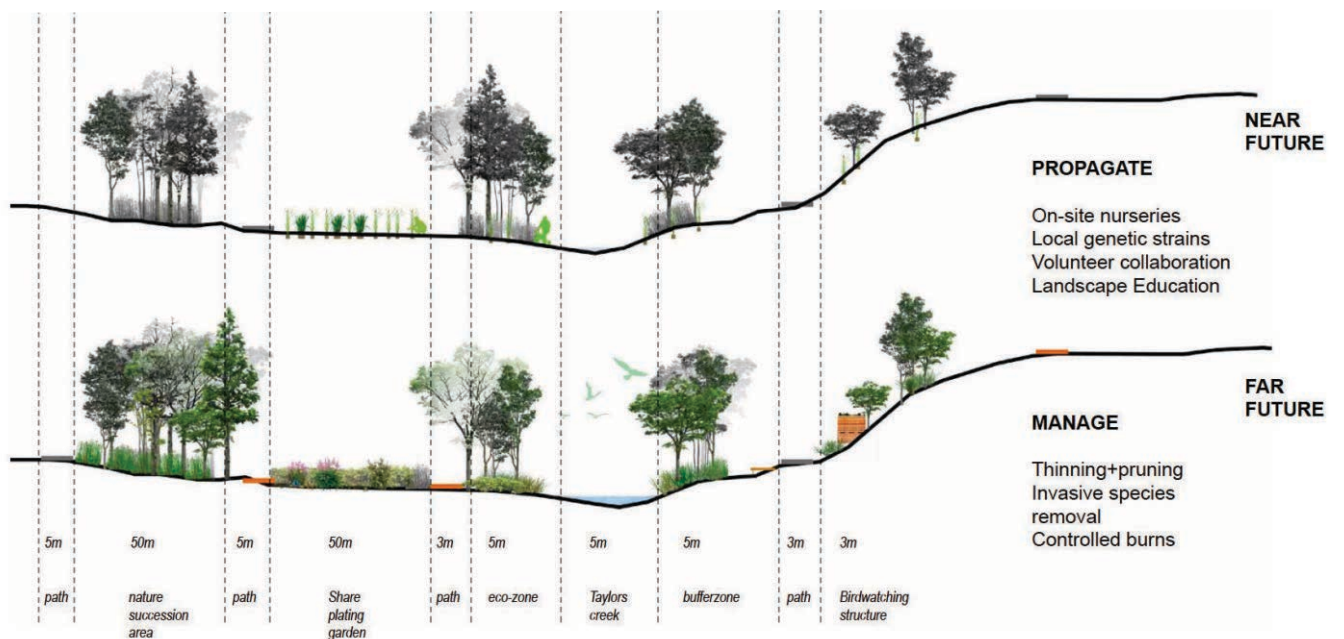 NEAR
FUTURE
PROPAGATE
On-site nurseries
Local genetic strains
Volunteer collaboration
Landscape Education
FAR
FUTURE
MANAGE
Thinning+pruning
Invasive species
removal
Controlled burns
5m 50m 5m 50m 3m 5m 5m 5m 3m 3m
path nature path Share path eco-zone Taylors bufferzone path Birdwatching
succession plating creek structure
area garden